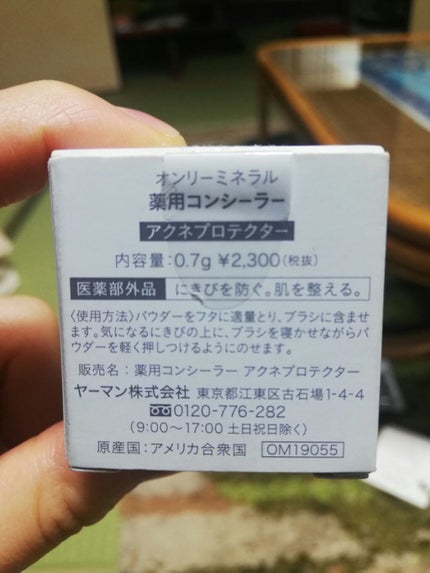 オンリーミネラル
薬用コンシーラー
アクネプロテクター
内容量:0.7g ¥2,300(税抜)
医薬部外品 にきびを防ぐ。肌を整える。
〈使用方法〉パウダーをフタに適量とり、ブラシに含ませ
ます。気になるにきびの上に、ブラシを寝かせながらパ
ウダーを軽く押しつけるようにのせます。
販売名:薬用コンシーラー アクネプロテクター
ヤーマン株式会社 東京都江東区古石場1-4-4
0120-776-282
(9:00〜17:00 土日祝日除く)
原産国:アメリカ合衆国 OM19055